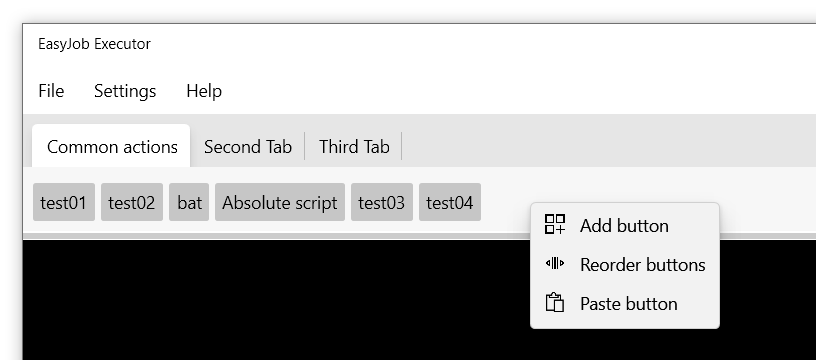 EasyJob Executor
File Settings Help
Common actions Second Tab Third Tab
test01 test02 bat Absolute script test03 test04
Add button
Reorder buttons
Paste button